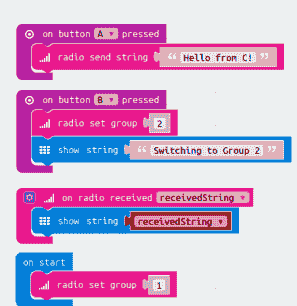 on button A pressed
radio send string “ Hello from C! ”
on button B pressed
radio set group 2
show string “ Switching to Group 2
on radio received receivedString
show string receivedString
on start
radio set group 1